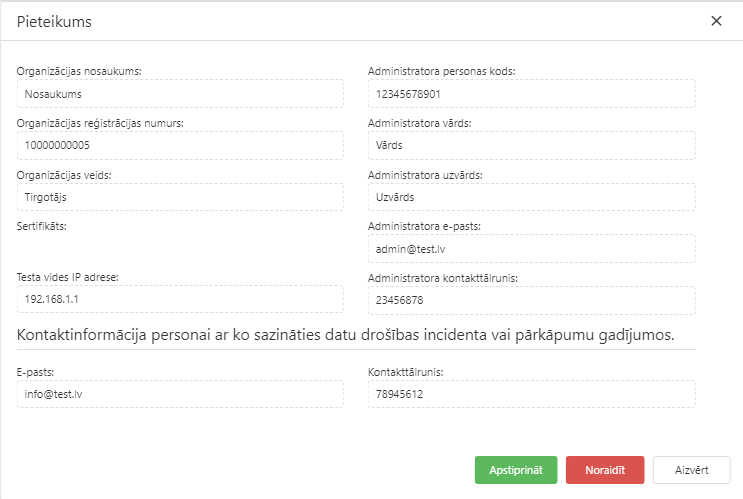 Pieteikums
Organizācijas nosaukums:
Nosaukums
Organizācijas reģistrācijas numurs:
10000000005
Organizācijas veids:
Tirgotājs
Sertifikāts:
Testa vides IP adrese:
192.168.1.1
Administratora personas kods:
12345678901
Administratora vārds:
Vārds
Administratora uzvārds:
Uzvārds
Administratora e-pasts:
admin@test.lv
Administratora kontakttālrunis:
23456878
Kontaktinformācija personai ar ko sazināties datu drošības incidenta vai pārkāpumu gadījumos.
E-pasts:
info@test.lv
Kontakttālrunis:
78945612
Apstiprināt
Noraidīt
Aizvērt